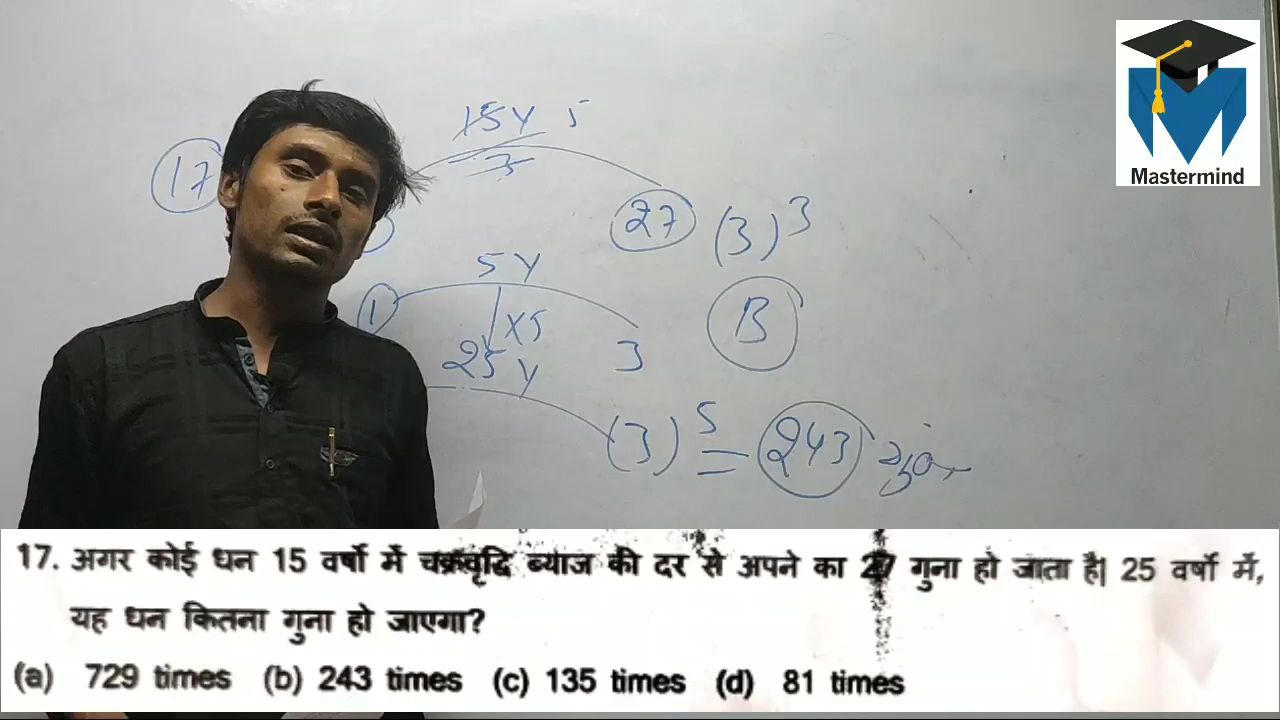 Mastermind
17
15Y 5
3
27 (3)³
5Y
1
X5
3
B
25Y
(3)⁵ = 243 गुना
17. अगर कोई धन 15 वर्षो में चक्रवृद्धि ब्याज की दर से अपने का 27 गुना हो जाता है| 25 वर्षो में,
यह धन कितना गुना हो जाएगा?
(a) 729 times (b) 243 times (c) 135 times (d) 81 times